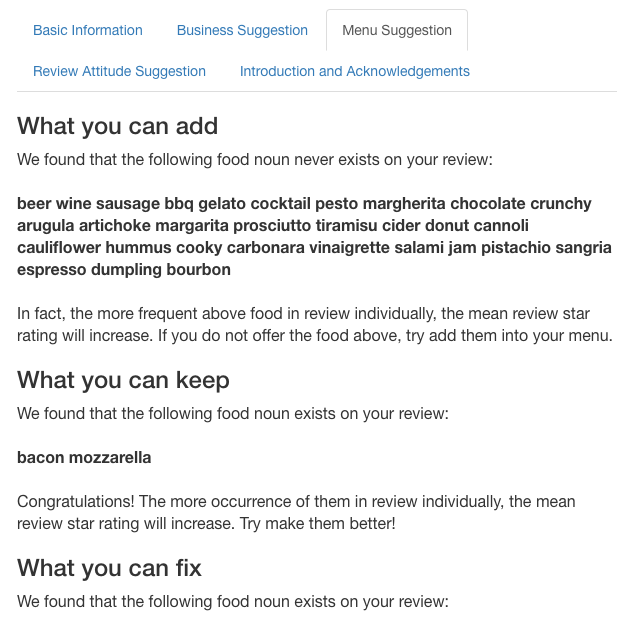 Basic Information Business Suggestion Menu Suggestion
Review Attitude Suggestion Introduction and Acknowledgements
What you can add
We found that the following food noun never exists on your review:
beer wine sausage bbq gelato cocktail pesto margherita chocolate crunchy
arugula artichoke margarita prosciutto tiramisu cider donut cannoli
cauliflower hummus cooky carbonara vinaigrette salami jam pistachio sangria
espresso dumpling bourbon
In fact, the more frequent above food in review individually, the mean review star
rating will increase. If you do not offer the food above, try add them into your menu.
What you can keep
We found that the following food noun exists on your review:
bacon mozzarella
Congratulations! The more occurrence of them in review individually, the mean
review star rating will increase. Try make them better!
What you can fix
We found that the following food noun exists on your review: